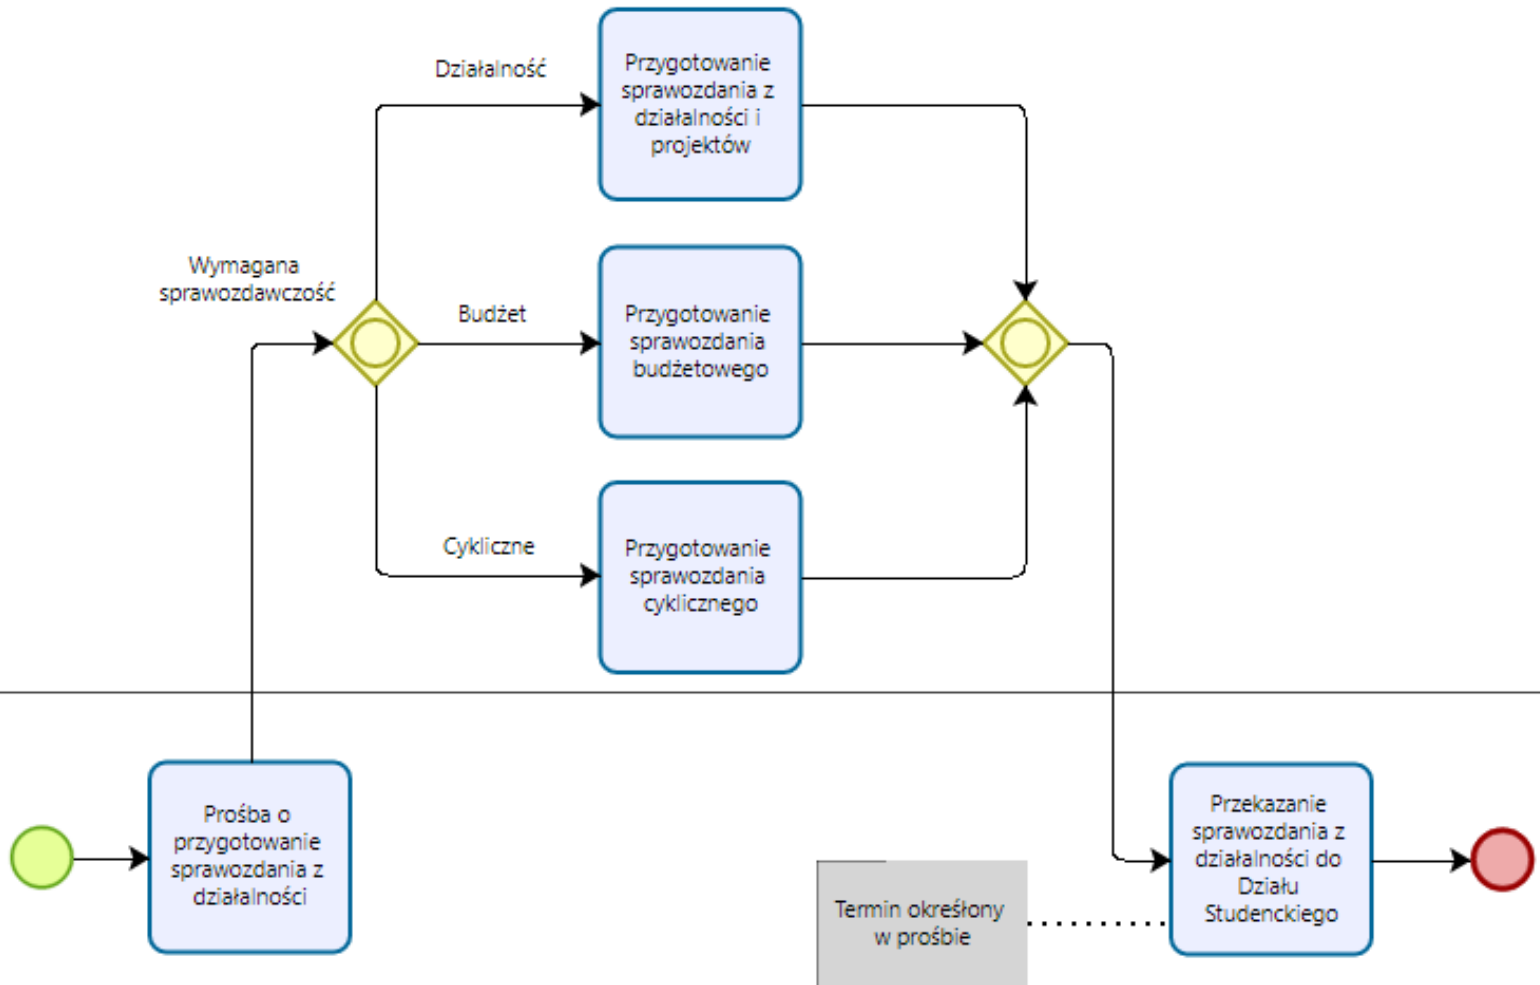 Działalność
Przygotowanie
sprawozdania z
działalności i
projektów
Wymagana
sprawozdawczość
Budżet
Przygotowanie
sprawozdania
budżetowego
Cykliczne
Przygotowanie
sprawozdania
cyklicznego
Prośba o
przygotowanie
sprawozdania z
działalności
Termin okreśłony
w prośbie
Przekazanie
sprawozdania z
działalności do
Działu
Studenckiego